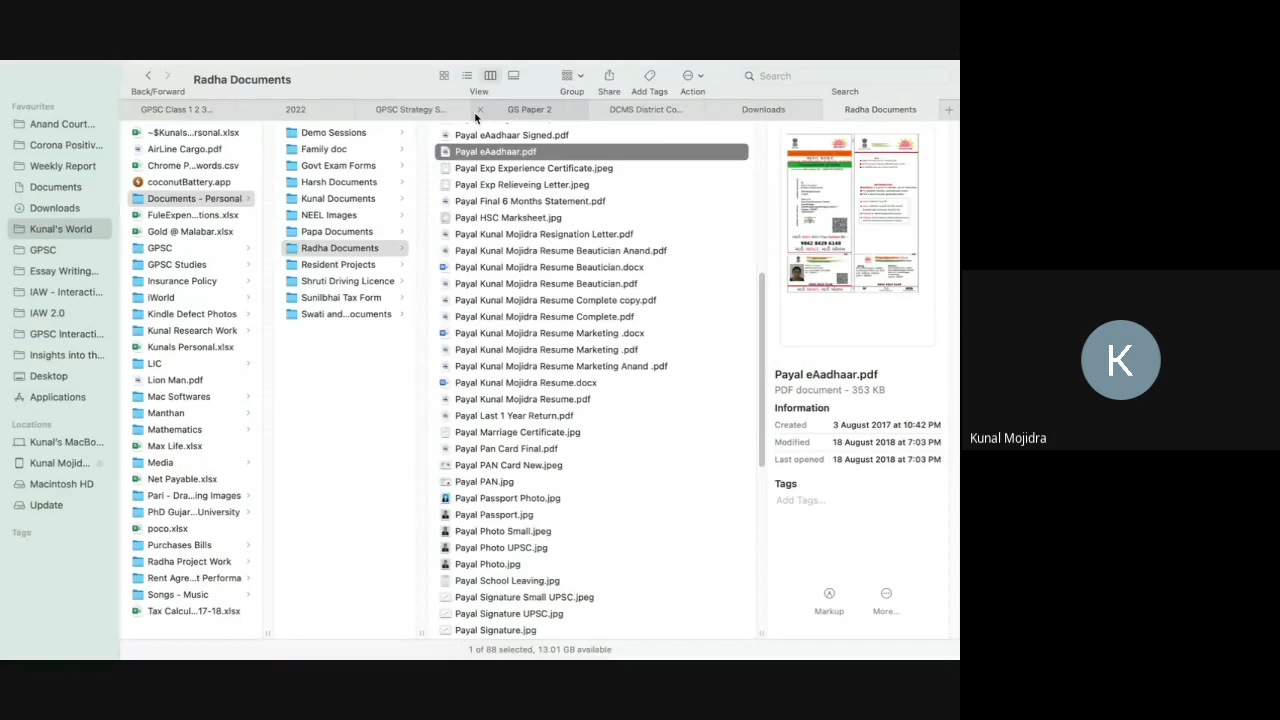 Radha Documents
Back/Forward
View
Group
Share
Add Tags
Action
Search
Search
GPSC Class 1 2 3...
2022
GPSC Strategy S...
GS Paper 2
DCMS District Co...
Downloads
Radha Documents
Favourites
Anand Court...
Corona Positiv...
Weekly Report
Documents
Downloads
Kunal's World
GPSC
Essay Writing,...
IAW - Interacti...
IAW 2.0
GPSC Interacti...
Insights into th...
Desktop
Applications
Locations
Kunal's MacBo...
Kunal Mojid...
Macintosh HD
Update
Tags
~$Kunals...rsonal.xlsx
AirLine Cargo.pdf
Chrome P...words.csv
coconutBattery.app
Documents - Personal
FuleExpe...tions.xlsx
Gold @ Malabar.xlsx
GPSC
GPSC Studies
Insurance Policy
iWorld
Kindle Defect Photos
Kunal Research Work
Kunals Personal.xlsx
LIC
Lion Man.pdf
Mac Softwares
Manthan
Mathematics
Max Life.xlsx
Media
Net Payable.xlsx
Pari - Dra...ing Images
PhD Gujar...University
poco.xlsx
Purchases Bills
Radha Project Work
Rent Agre...t Performa
Songs - Music
Tax Calcul...17-18.xlsx
Demo Sessions
Family doc
Govt Exam Forms
Harsh Documents
Kunal Documents
NEEL Images
Papa Documents
Radha Documents
Resident Projects
Shruti Driving Licence
Sunilbhai Tax Form
Swati and...ocuments
Payal eAadhaar Signed.pdf
Payal eAadhaar.pdf
Payal Exp Experience Certificate.jpeg
Payal Exp Relieveing Letter.jpeg
Payal Final 6 Months Statement.pdf
Payal HSC Marksheet.jpg
Payal Kunal Mojidra Resignation Letter.pdf
Payal Kunal Mojidra Resume Beautician Anand.pdf
Payal Kunal Mojidra Resume Beautician.docx
Payal Kunal Mojidra Resume Beautician.pdf
Payal Kunal Mojidra Resume Complete copy.pdf
Payal Kunal Mojidra Resume Complete.pdf
Payal Kunal Mojidra Resume Marketing .docx
Payal Kunal Mojidra Resume Marketing .pdf
Payal Kunal Mojidra Resume Marketing Anand .pdf
Payal Kunal Mojidra Resume.docx
Payal Kunal Mojidra Resume.pdf
Payal Last 1 Year Return.pdf
Payal Marriage Certificate.jpg
Payal Pan Card Final.pdf
Payal PAN Card New.jpeg
Payal PAN.jpg
Payal Passport Photo.jpg
Payal Passport.jpg
Payal Photo Small.jpeg
Payal Photo UPSC.jpg
Payal Photo.jpg
Payal School Leaving.jpg
Payal Signature Small UPSC.jpeg
Payal Signature UPSC.jpg
Payal Signature.jpg
Payal eAadhaar.pdf
PDF document - 353 KB
Information
Created 3 August 2017 at 10:42 PM
Modified 18 August 2018 at 7:03 PM
Last opened 18 August 2018 at 7:03 PM
Tags
Add Tags...
Markup
More...
1 of 88 selected, 13.01 GB available
K
Kunal Mojidra